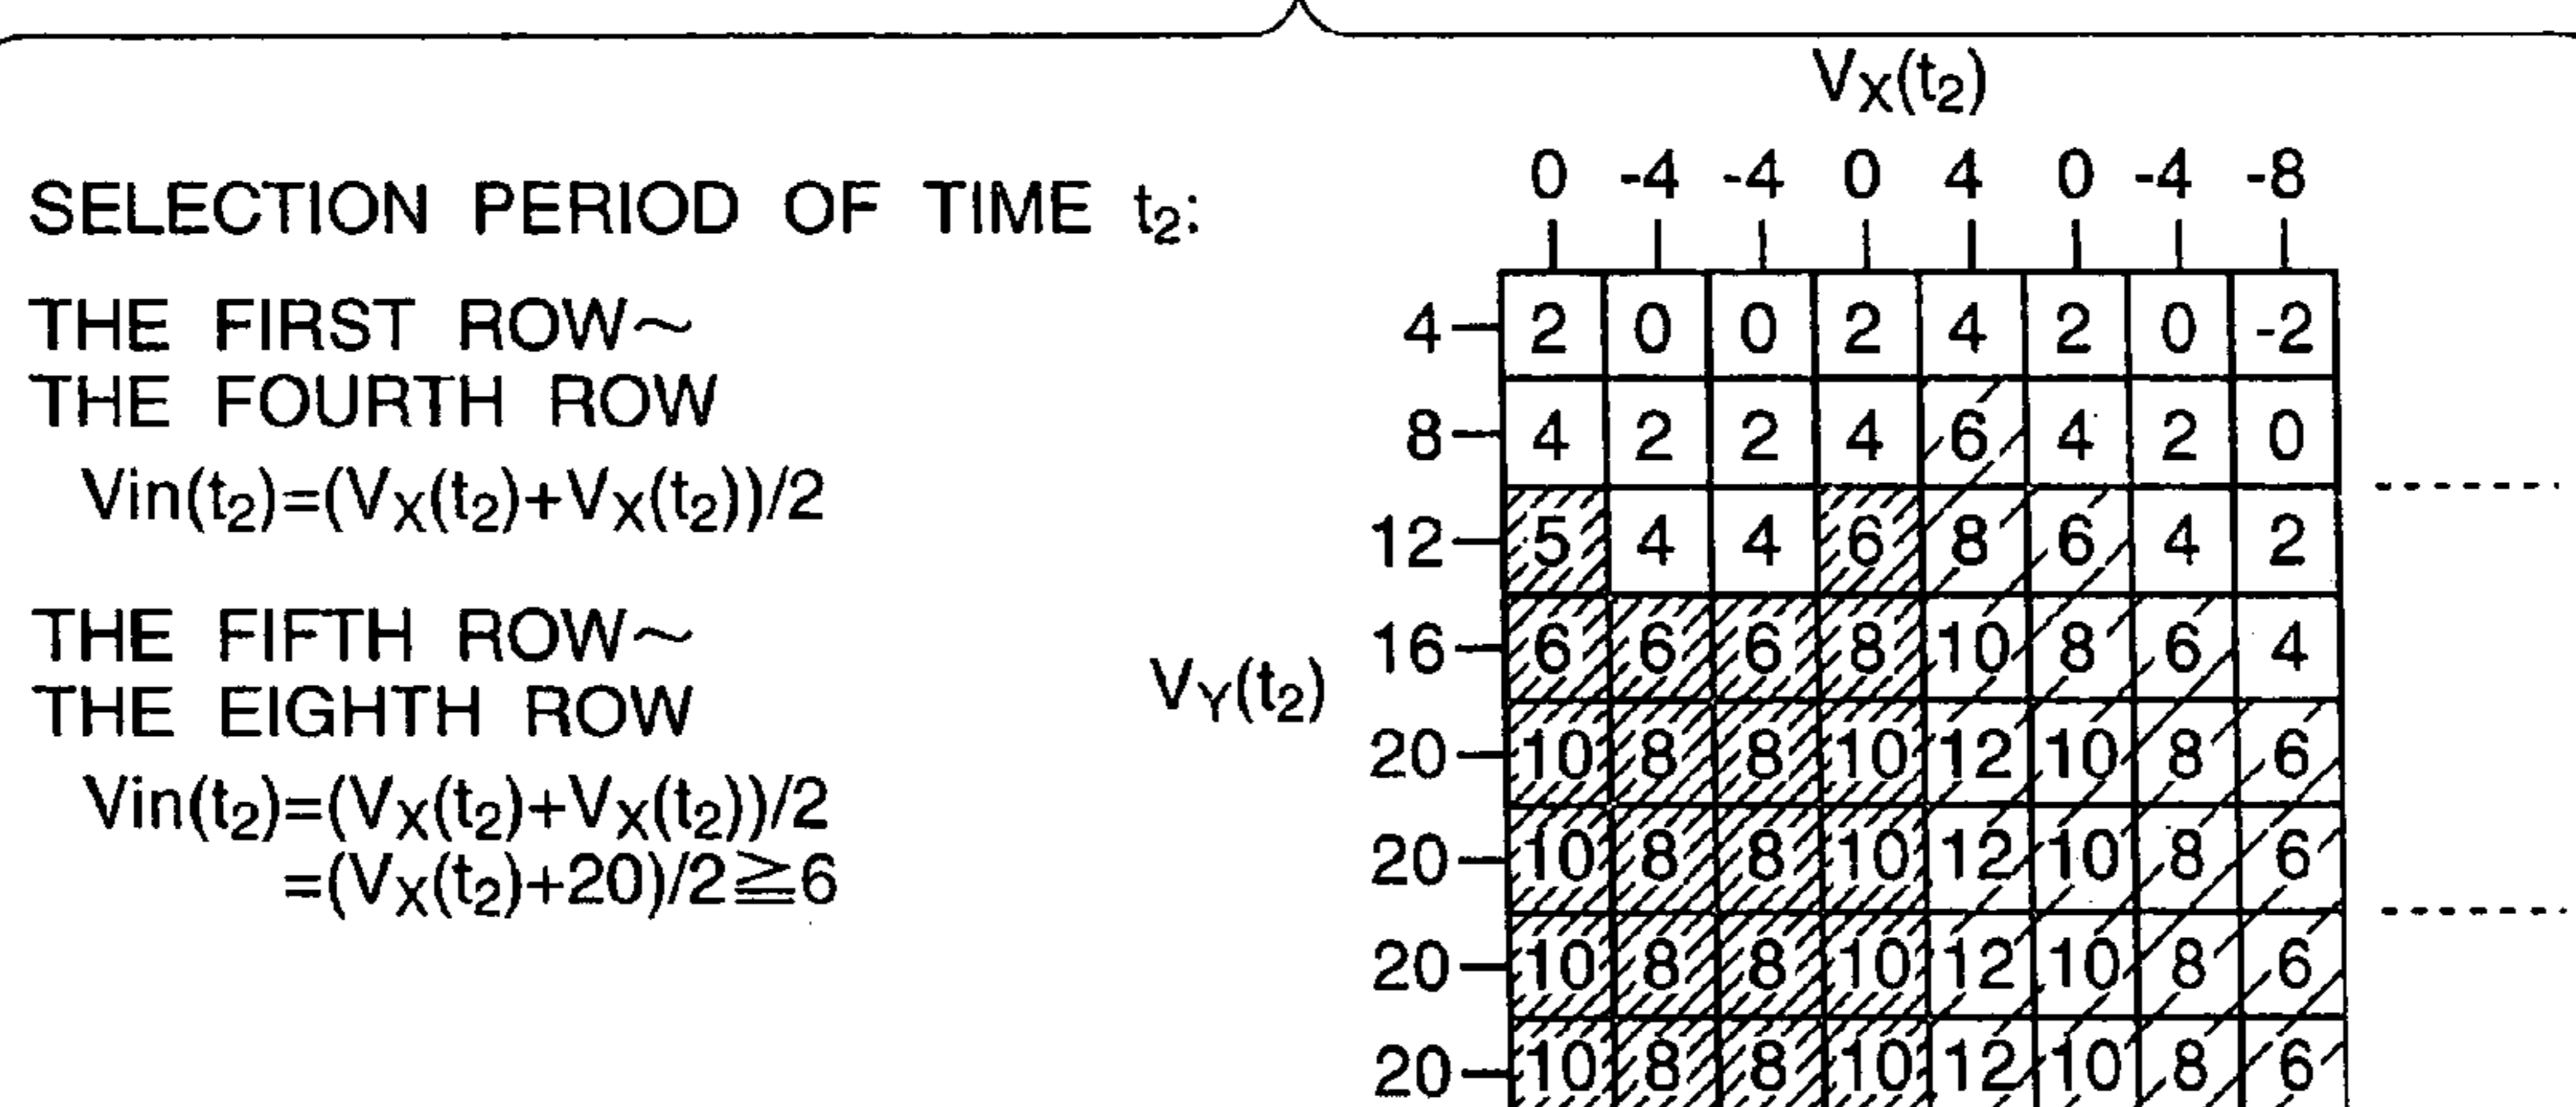 SELECTION PERIOD OF TIME t2:
THE FIRST ROW~
THE FOURTH ROW
Vin(t2)=(VX(t2)+VX(t2))/2
THE FIFTH ROW~
THE EIGHTH ROW
Vin(t2)=(VX(t2)+VX(t2))/2
=(VX(t2)+20)/2≧6
VX(t2)
0 -4 -4 0 4 0 -4 -8
VY(t2)
4 2 0 0 2 4 2 0 -2
8 4 2 2 4 6 4 2 0
12 5 4 4 6 8 6 4 2
16 6 6 6 8 10 8 6 4
20 10 8 8 10 12 10 8 6
20 10 8 8 10 12 10 8 6
20 10 8 8 10 12 10 8 6
20 10 8 8 10 12 10 8 6